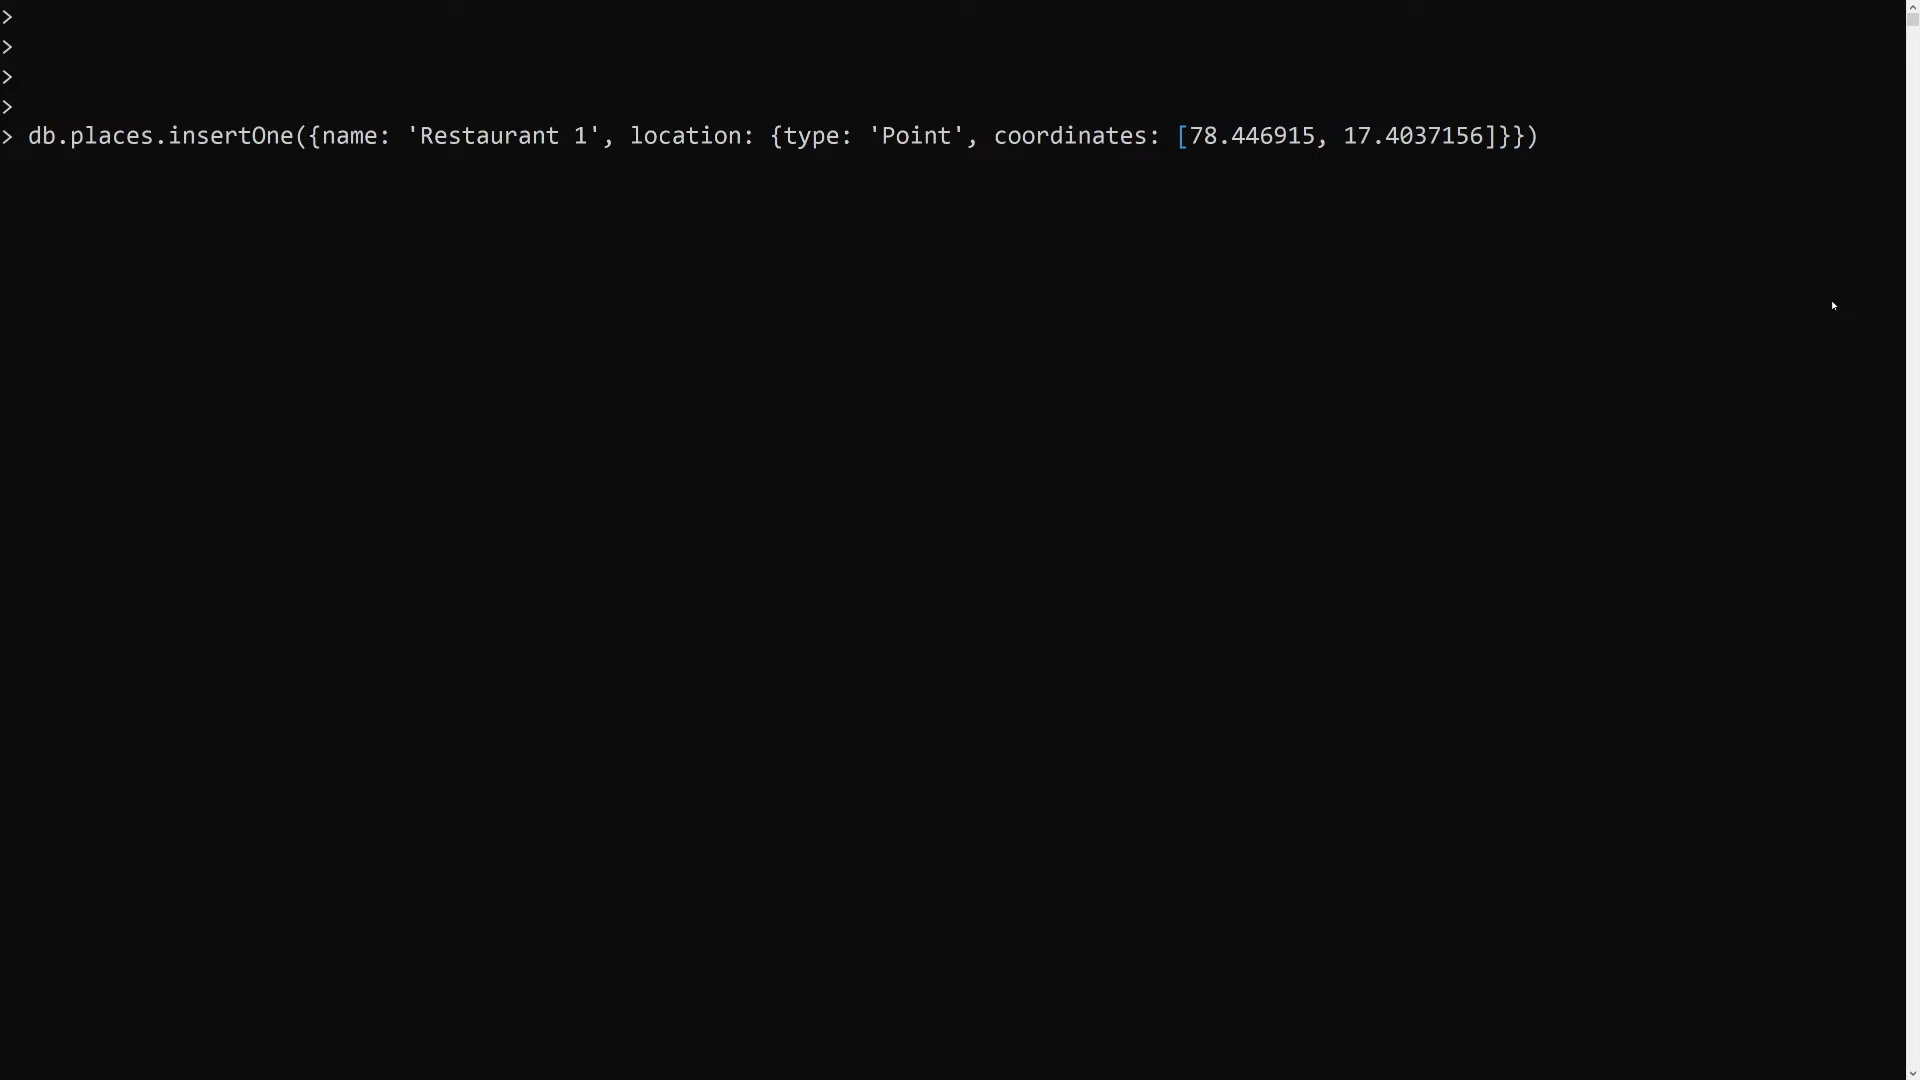 >
>
>
>
> db.places.insertOne({name: 'Restaurant 1', location: {type: 'Point', coordinates: [78.446915, 17.4037156]}})